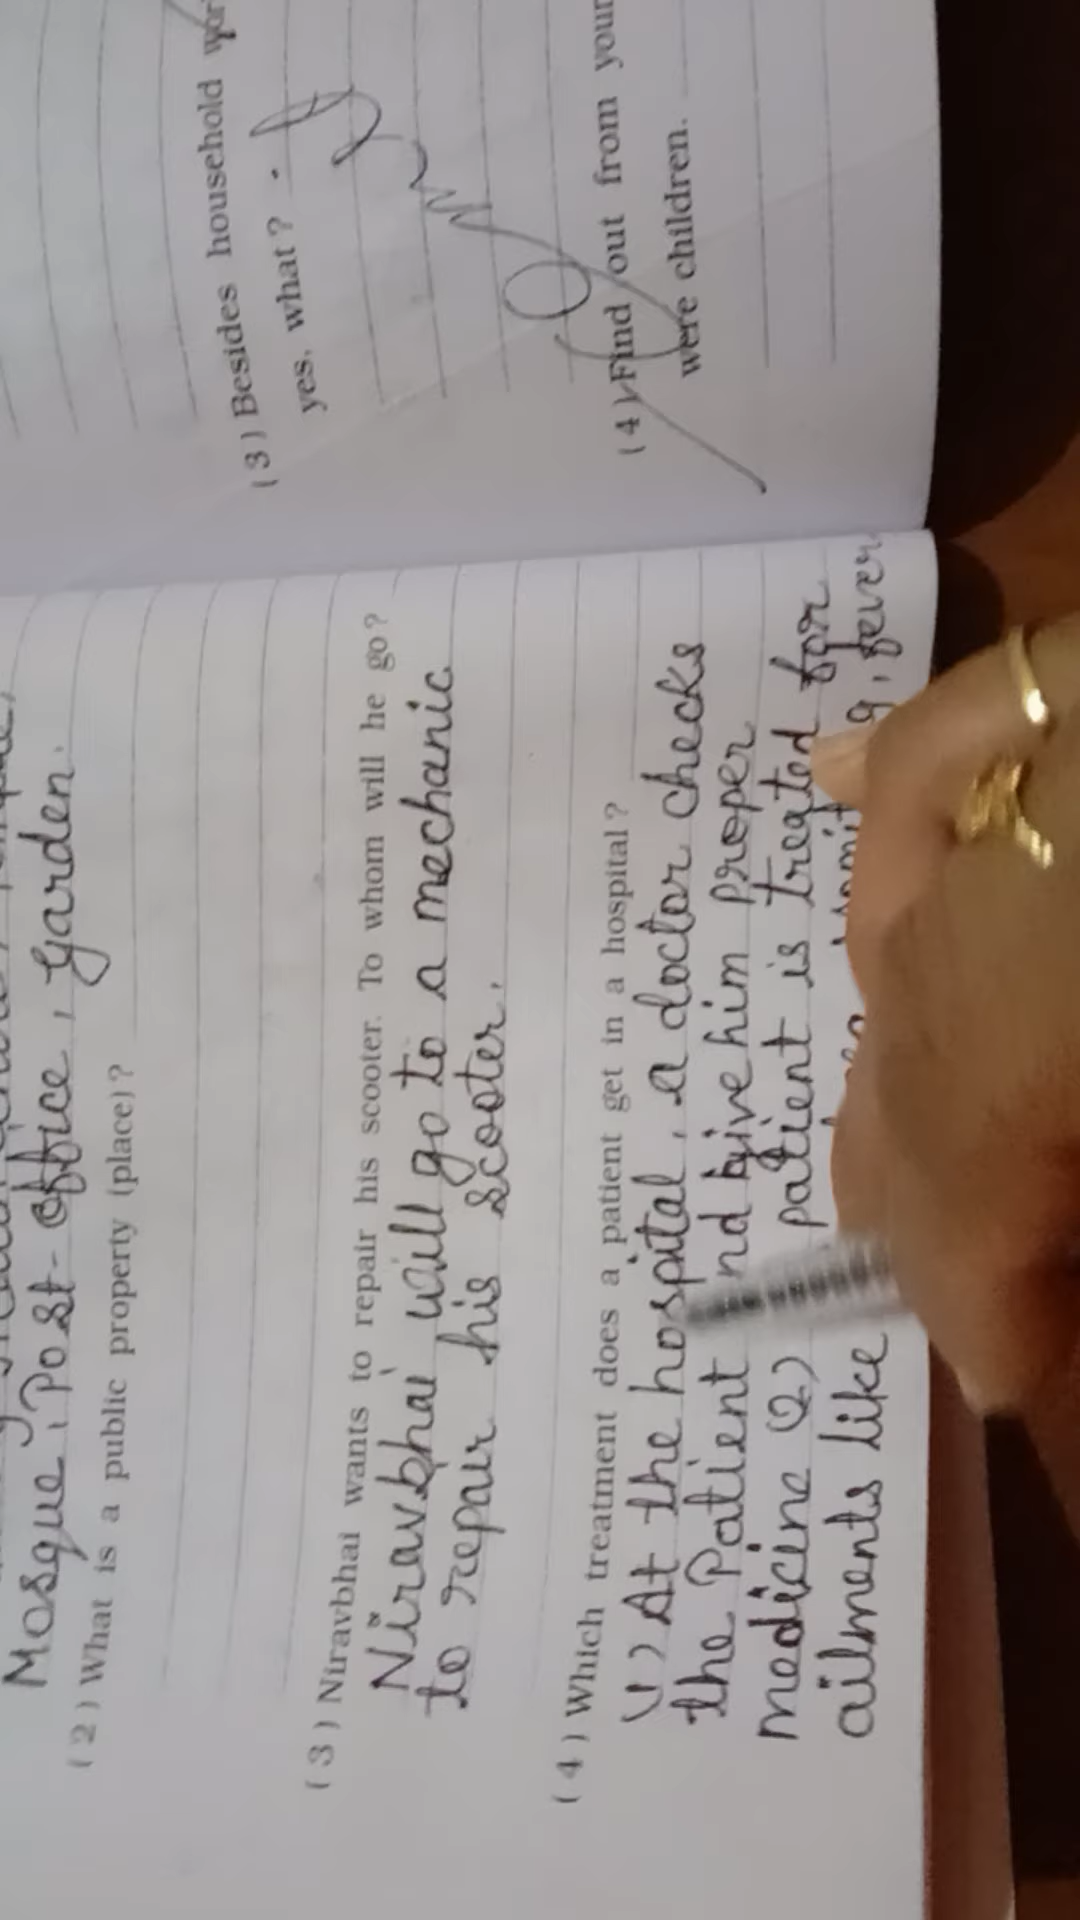 Mosque, Post-office, Garden.
(2) What is a public property (place)?
(3) Niravbhai wants to repair his scooter. To whom will he go?
Niravbhai will go to a mechanic
to repair his scooter.
(4) Which treatment does a patient get in a hospital?
(1) At the hospital, a doctor checks
the Patient nd give him proper
medicine (2) patient is treated for
ailments like fever
(3) Besides household
yes, what?
(4) Find out from your
were children.